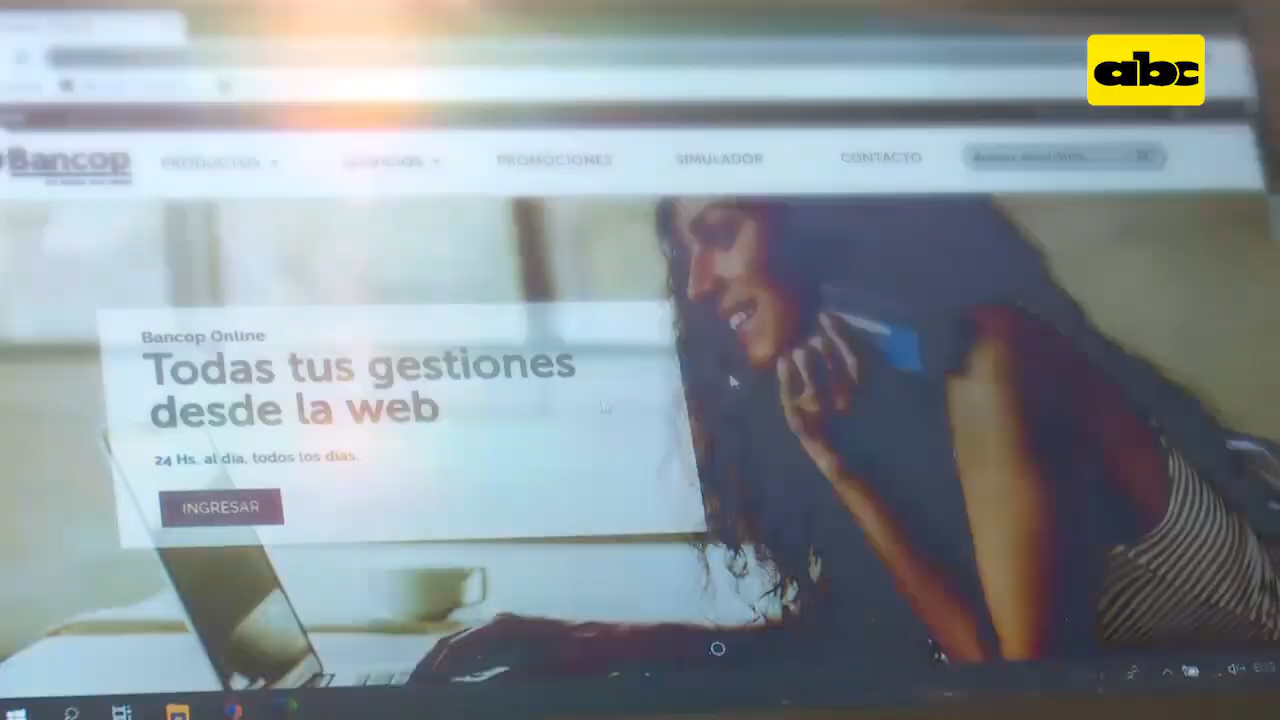 abc
Bancop
PRODUCTOS
PROMOCIONES
SIMULADOR
CONTACTO
Bancop Online
Todas tus gestiones
desde la web
24 Hs. al día, todos los días.
INGRESAR